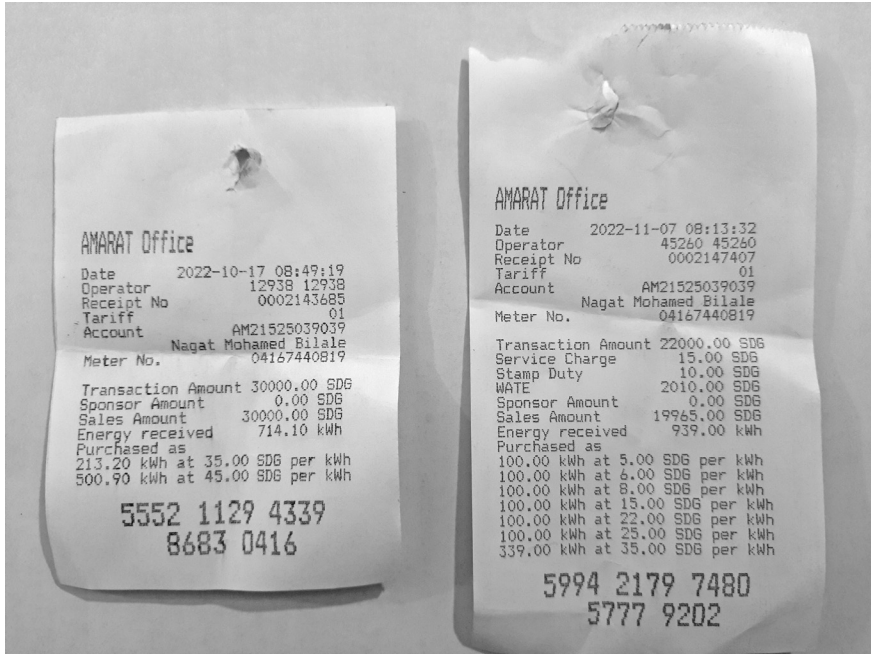 AMARAT Office
Date 2022-10-17 08:49:19
Operator 12938 12938
Receipt No 0002143685
Tariff 01
Account AM21525039039
Nagat Mohamed Bilale
Meter No. 04167440819
Transaction Amount 30000.00 SDG
Sponsor Amount 0.00 SDG
Sales Amount 30000.00 SDG
Energy received 714.10 kWh
Purchased as
213.20 kWh at 35.00 SDG per kWh
500.90 kWh at 45.00 SDG per kWh
5552 1129 4339
8683 0416
AMARAT Office
Date 2022-11-07 08:13:32
Operator 45260 45260
Receipt No 0002147407
Tariff 01
Account AM21525039039
Nagat Mohamed Bilale
Meter No. 04167440819
Transaction Amount 22000.00 SDG
Service Charge 15.00 SDG
Stamp Duty 10.00 SDG
WATE 2010.00 SDG
Sponsor Amount 0.00 SDG
Sales Amount 19965.00 SDG
Energy received 939.00 kWh
Purchased as
100.00 kWh at 5.00 SDG per kWh
100.00 kWh at 6.00 SDG per kWh
100.00 kWh at 8.00 SDG per kWh
100.00 kWh at 15.00 SDG per kWh
100.00 kWh at 22.00 SDG per kWh
100.00 kWh at 25.00 SDG per kWh
339.00 kWh at 35.00 SDG per kWh
5994 2179 7480
5777 9202